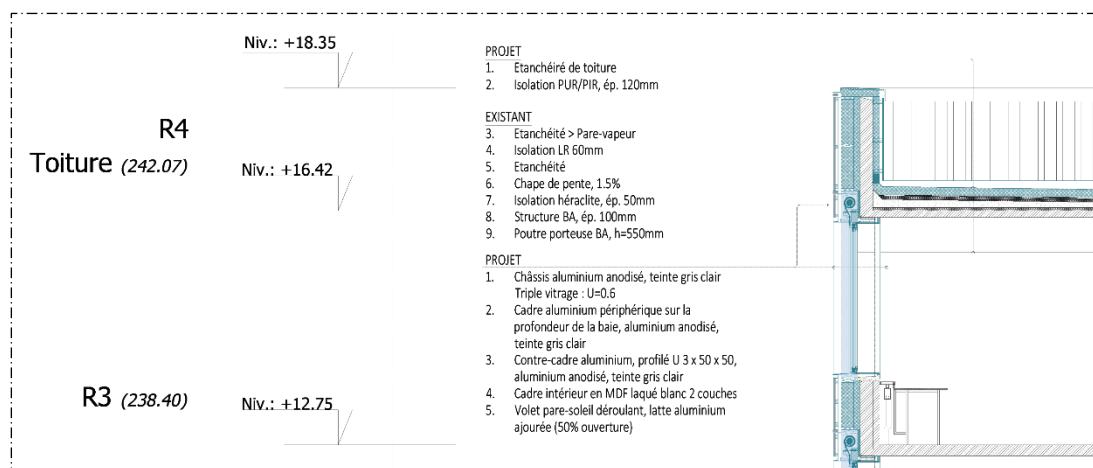 Niv.: +18.35
R4
Toiture (242.07)
Niv.: +16.42
R3 (238.40)
Niv.: +12.75
PROJET
1. Etanchéiré de toiture
2. Isolation PUR/PIR, ép. 120mm
EXISTANT
3. Etanchéité > Pare-vapeur
4. Isolation LR 60mm
5. Etanchéité
6. Chape de pente, 1.5%
7. Isolation héraclite, ép. 50mm
8. Structure BA, ép. 100mm
9. Poutre porteuse BA, h=550mm
PROJET
1. Châssis aluminium anodisé, teinte gris clair
Triple vitrage : U=0.6
2. Cadre aluminium périphérique sur la
profondeur de la baie, aluminium anodisé,
teinte gris clair
3. Contre-cadre aluminium, profilé U 3 x 50 x 50,
aluminium anodisé, teinte gris clair
4. Cadre intérieur en MDF laqué blanc 2 couches
5. Volet pare-soleil déroulant, latte aluminium
ajourée (50% ouverture)